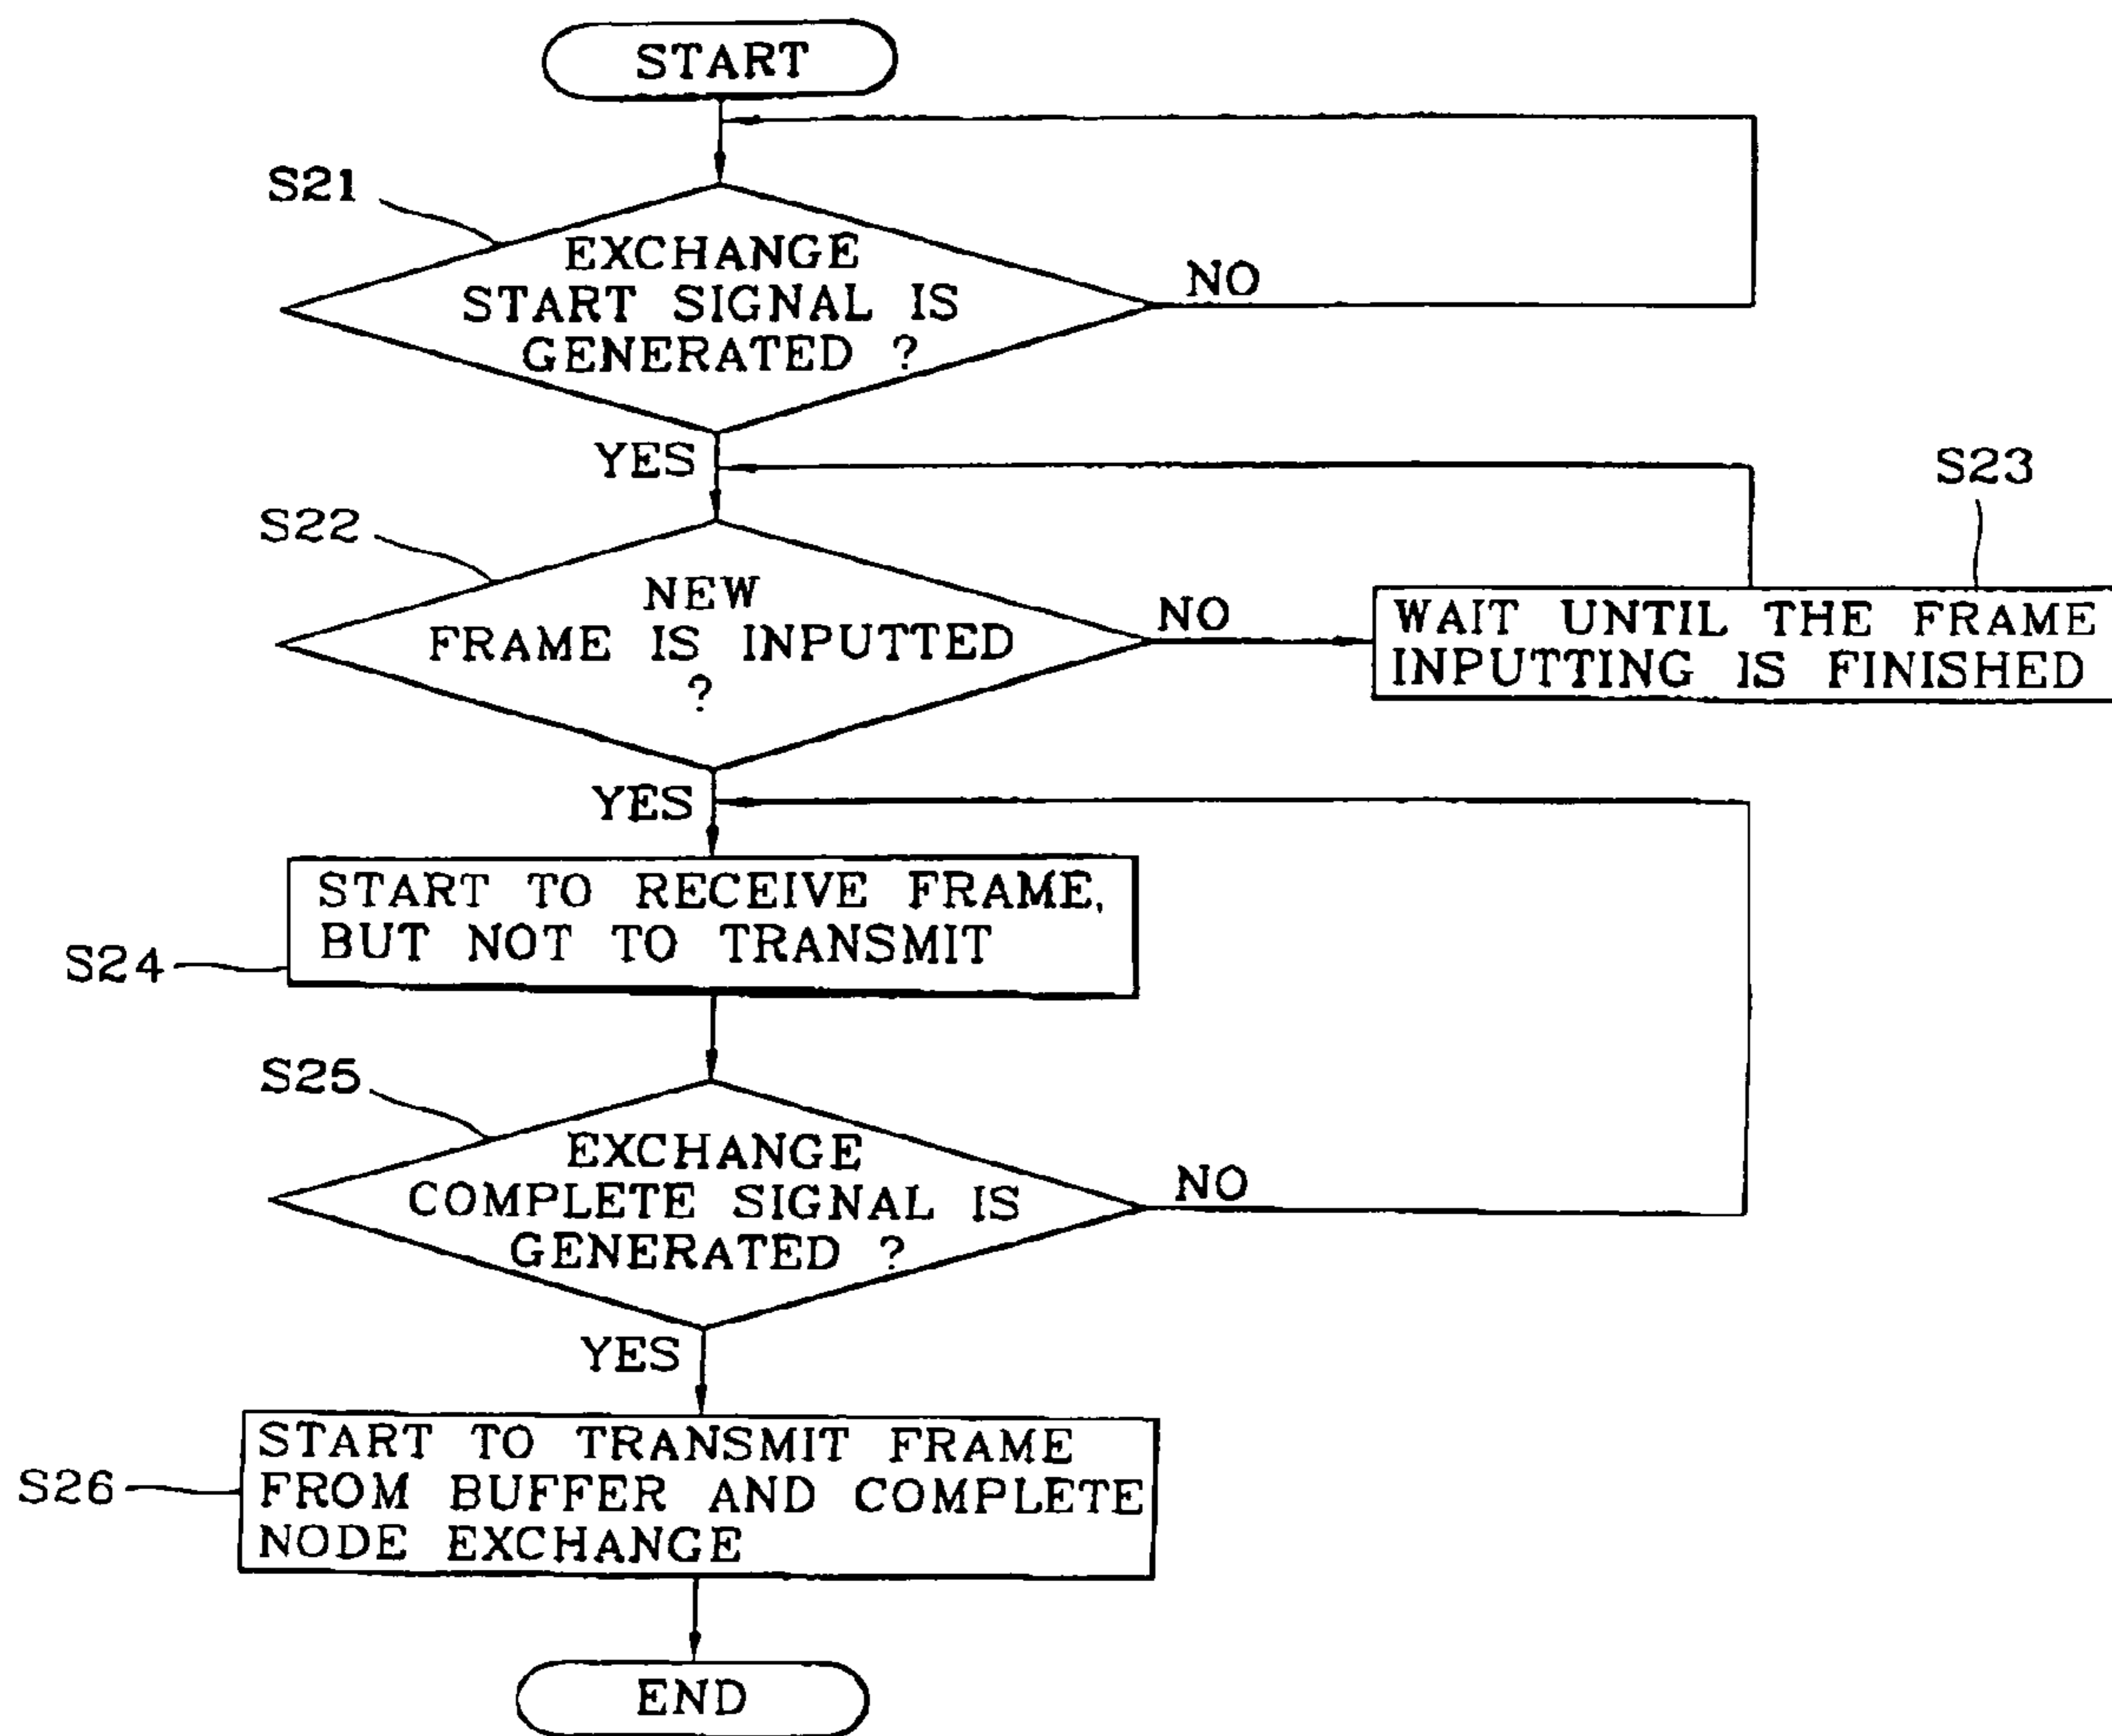 START
S21
EXCHANGE
START SIGNAL IS
GENERATED ?
NO
YES
S22
NEW
FRAME IS INPUTTED
?
NO
S23
WAIT UNTIL THE FRAME
INPUTTING IS FINISHED
YES
START TO RECEIVE FRAME,
BUT NOT TO TRANSMIT
S24
S25
EXCHANGE
COMPLETE SIGNAL IS
GENERATED ?
NO
YES
S26
START TO TRANSMIT FRAME
FROM BUFFER AND COMPLETE
NODE EXCHANGE
END